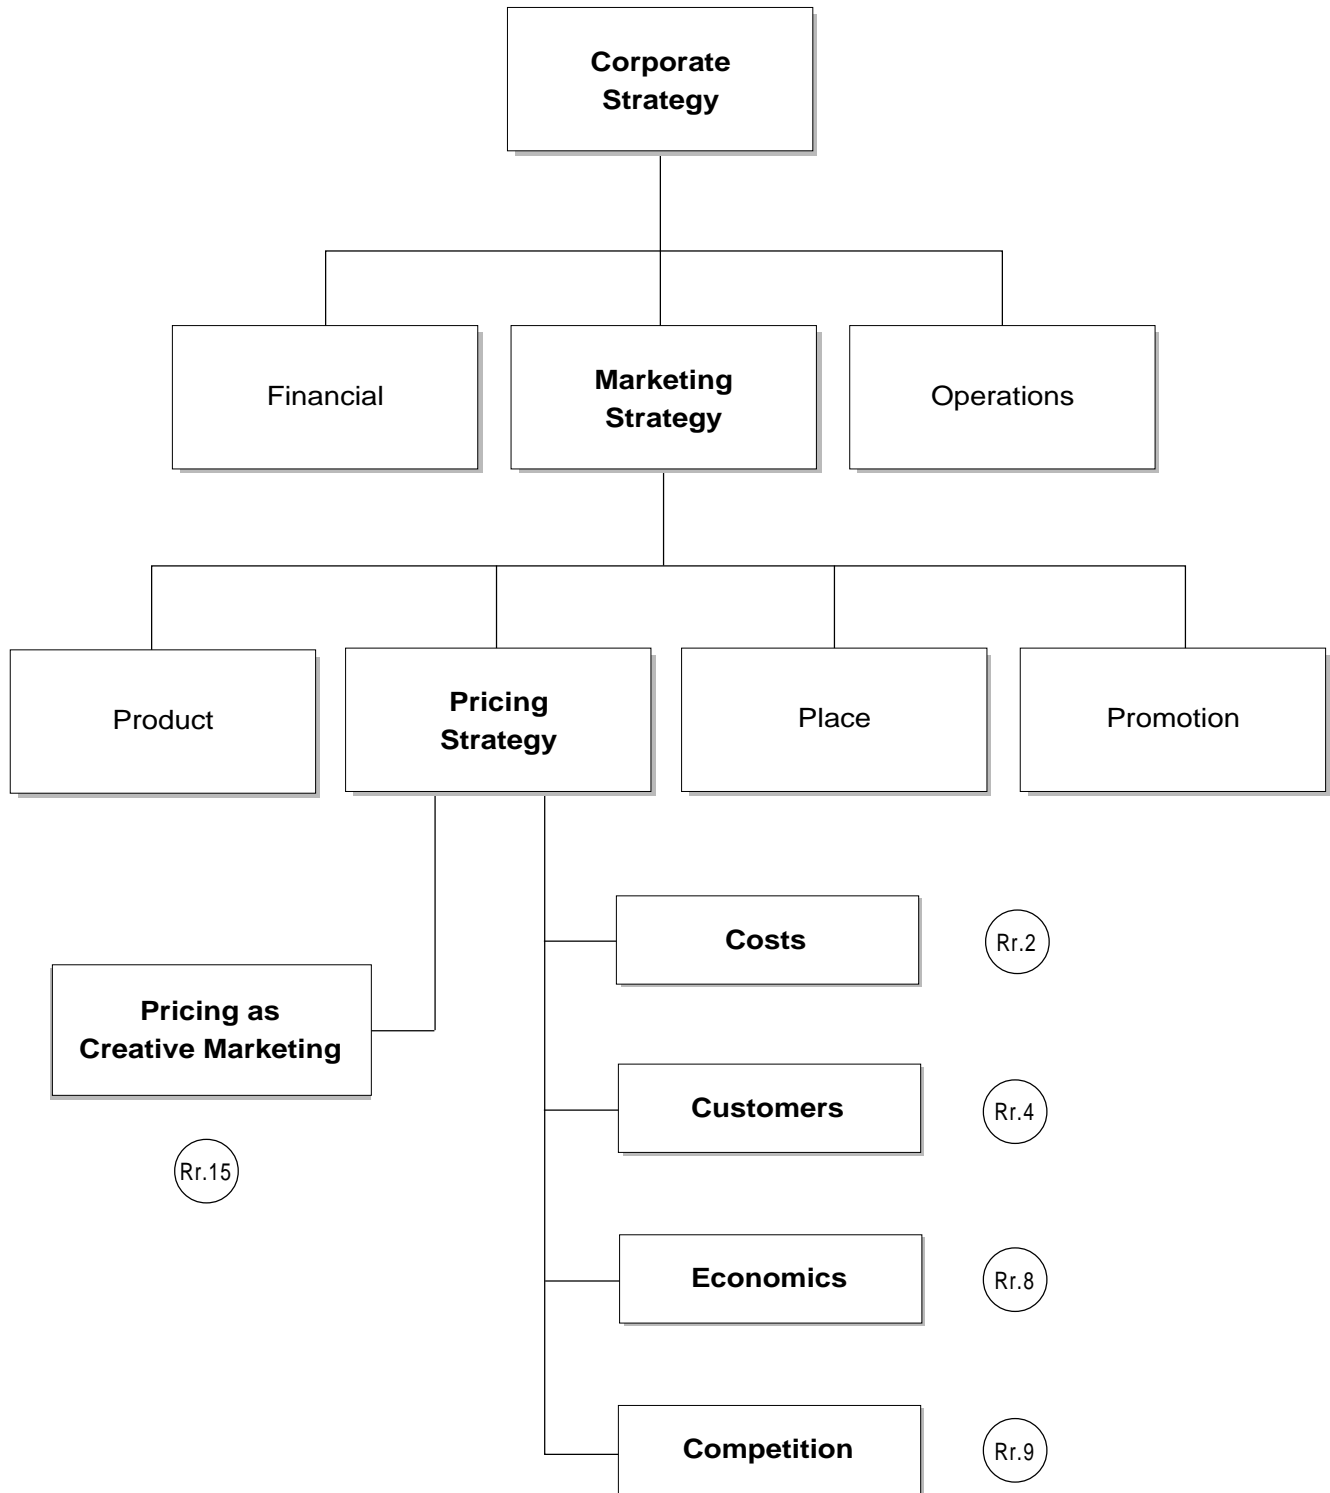 Corporate
Strategy
Financial
Marketing
Strategy
Operations
Product
Pricing
Strategy
Place
Promotion
Costs
Rr.2
Pricing as
Creative Marketing
Customers
Rr.4
Rr.15
Economics
Rr.8
Competition
Rr.9